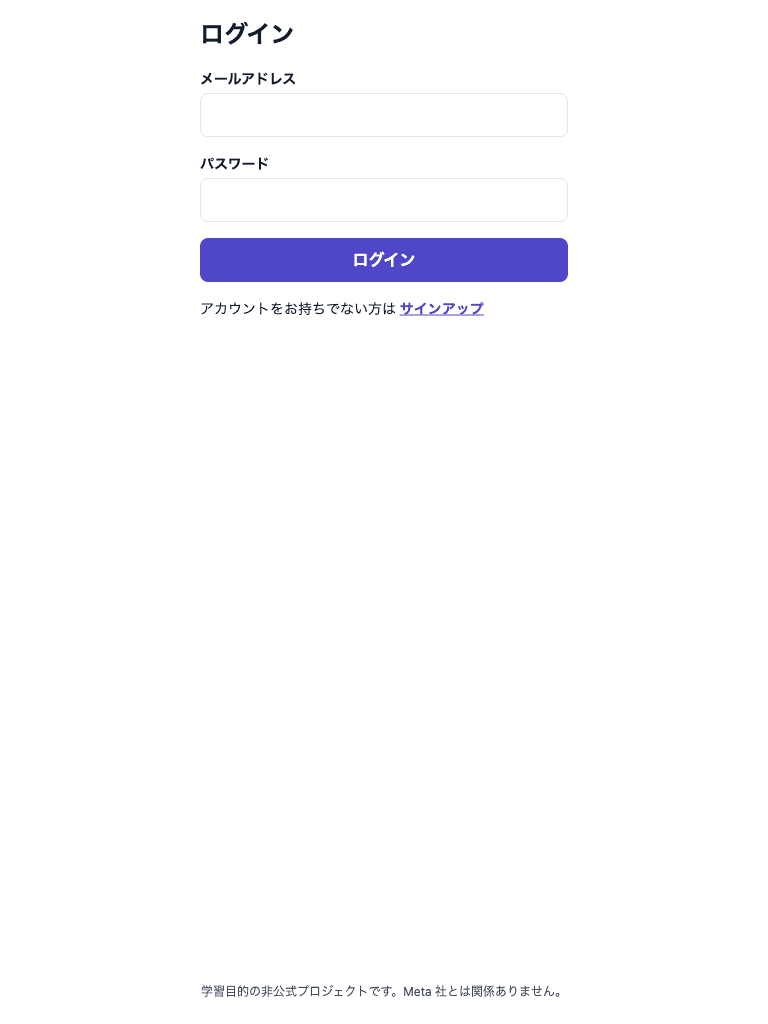 ログイン
メールアドレス
パスワード
ログイン
アカウントをお持ちでない方は サインアップ
学習目的の非公式プロジェクトです。Meta 社とは関係ありません。